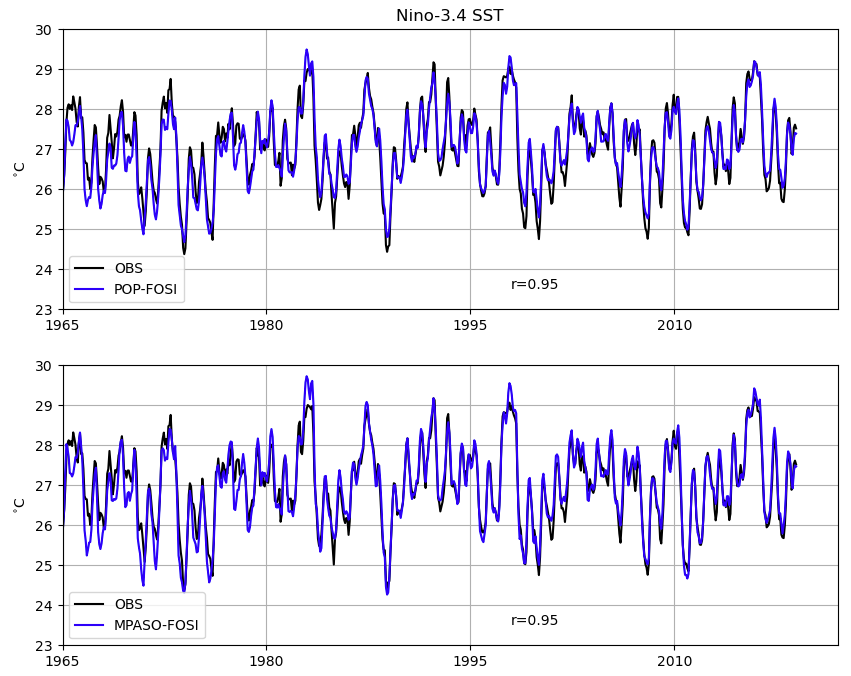 Nino-3.4 SST
30
29
28
27
26
25
24
23
°C
OBS
POP-FOSI
r=0.95
1965
1980
1995
2010
30
29
28
27
26
25
24
23
°C
OBS
MPASO-FOSI
r=0.95
1965
1980
1995
2010